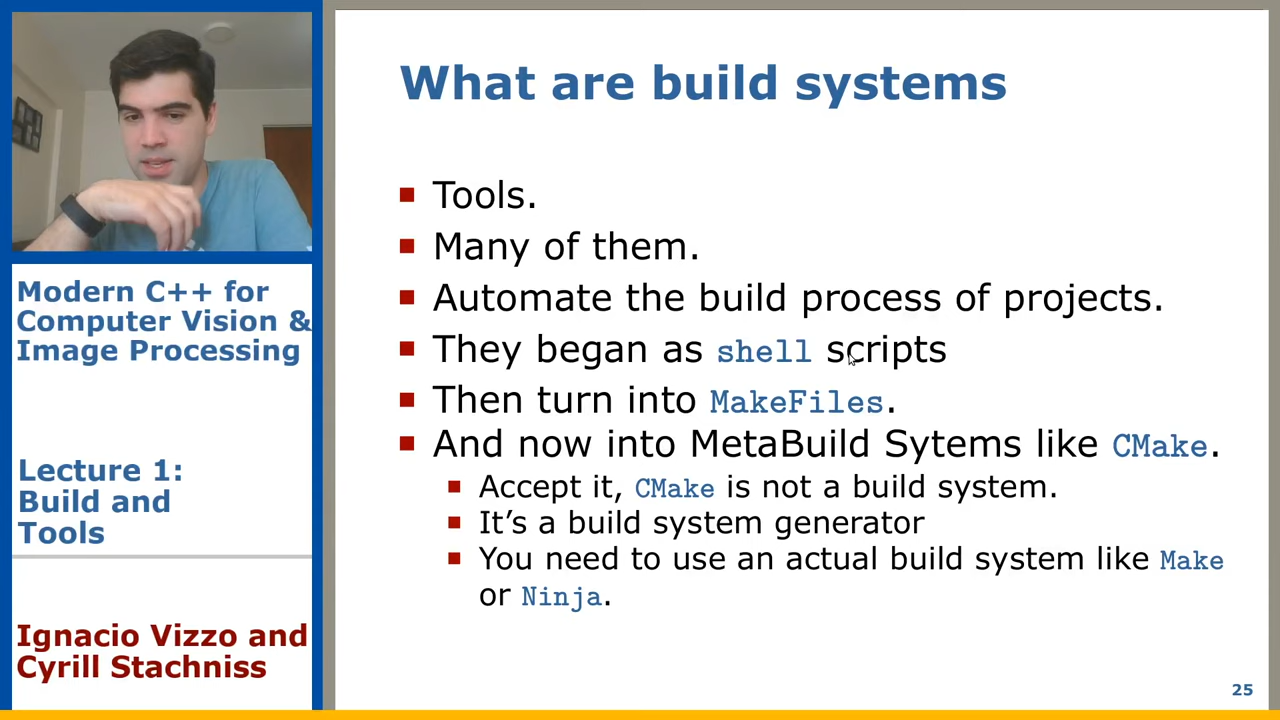 What are build systems
Tools.
Many of them.
Automate the build process of projects.
They began as shell scripts
Then turn into MakeFiles.
And now into MetaBuild Sytems like CMake.
Accept it, CMake is not a build system.
It's a build system generator
You need to use an actual build system like Make
or Ninja.
Modern C++ for
Computer Vision &
Image Processing
Lecture 1:
Build and
Tools
Ignacio Vizzo and
Cyrill Stachniss
25